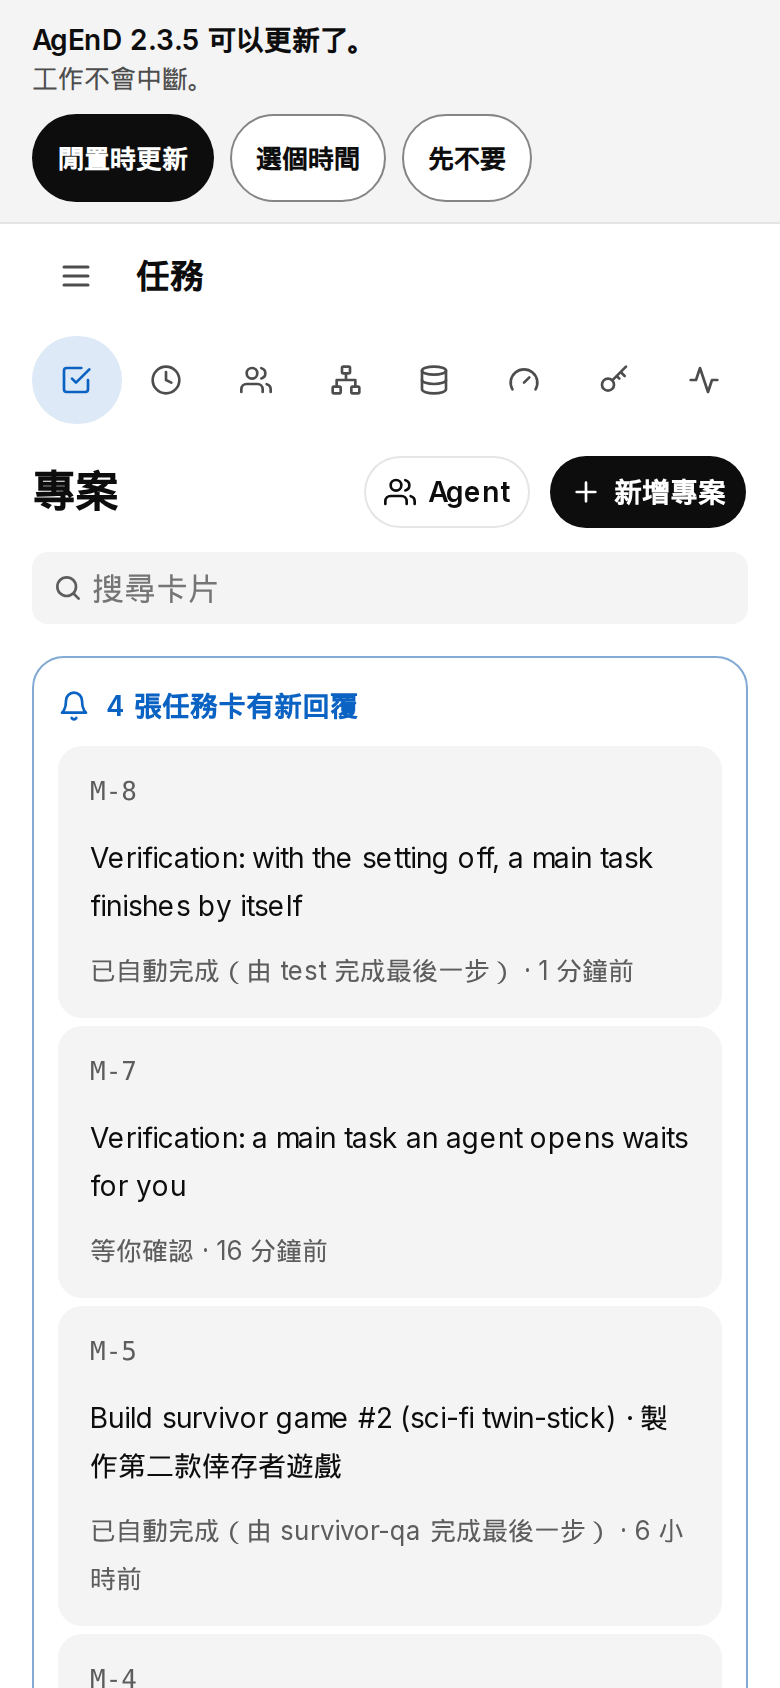 AgEnD 2.3.5 可以更新了。
工作不會中斷。
閒置時更新 選個時間 先不要
任務
專案 Agent 新增專案
搜尋卡片
4 張任務卡有新回覆
M-8
Verification: with the setting off, a main task
finishes by itself
已自動完成（由 test 完成最後一步） · 1 分鐘前
M-7
Verification: a main task an agent opens waits
for you
等你確認 · 16 分鐘前
M-5
Build survivor game #2 (sci-fi twin-stick) · 製
作第二款倖存者遊戲
已自動完成（由 survivor-qa 完成最後一步） · 6 小
時前
M-4